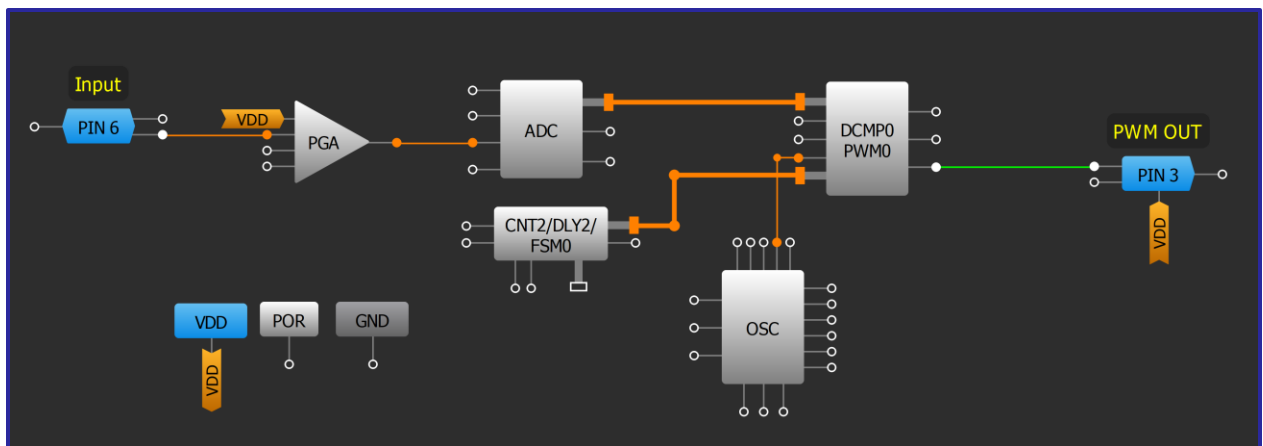 Input
PIN 6
VDD
PGA
ADC
DCMP0
PWM0
PWM OUT
PIN 3
VDD
CNT2/DLY2/
FSM0
OSC
VDD
POR
GND
VDD